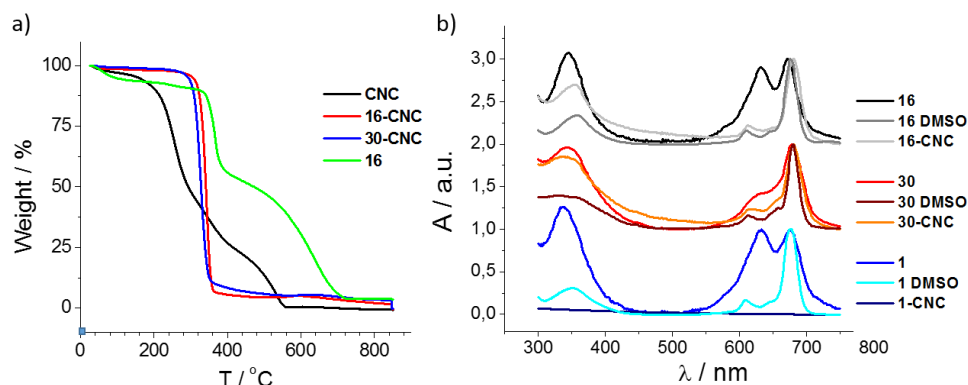 a)
100
75
50
25
0
0 200 400 600 800
Weight / %
T / °C
CNC
16-CNC
30-CNC
16
b)
3,0
2,5
2,0
1,5
1,0
0,5
0,0
300 400 500 600 700 800
A / a.u.
λ / nm
16
16 DMSO
16-CNC
30
30 DMSO
30-CNC
1
1 DMSO
1-CNC